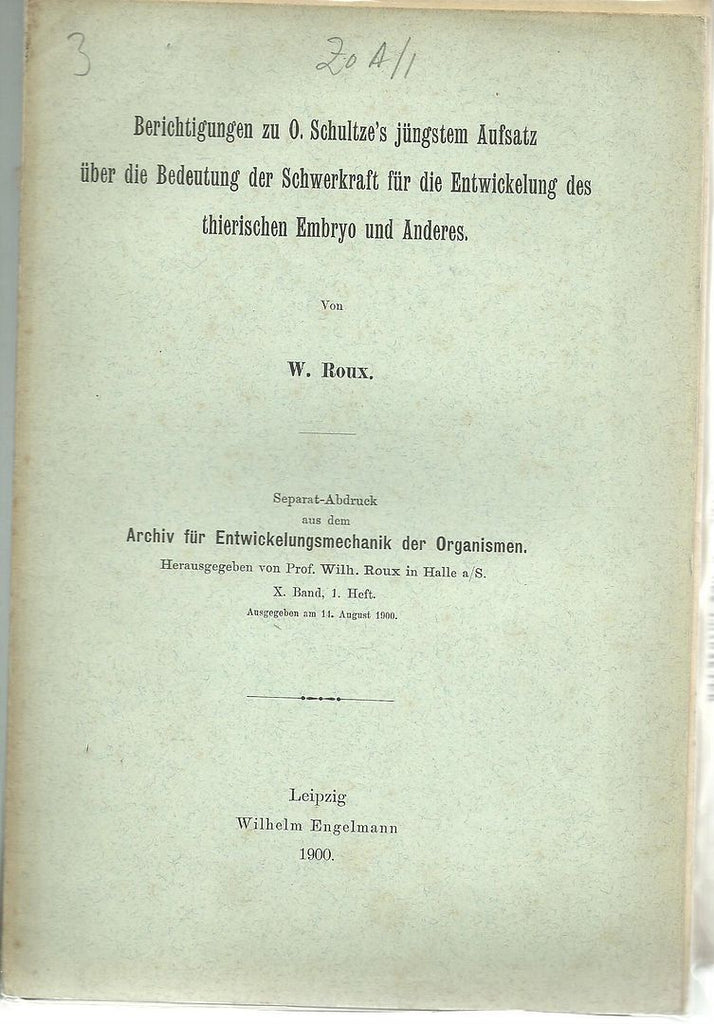 3
Zo A/1
Berichtigungen zu O. Schultze's jüngstem Aufsatz
über die Bedeutung der Schwerkraft für die Entwickelung des
thierischen Embryo und Anderes.
Von
W. Roux.
Separat-Abdruck
aus dem
Archiv für Entwickelungsmechanik der Organismen.
Herausgegeben von Prof. Wilh. Roux in Halle a/S.
X. Band, 1. Heft.
Ausgegeben am 14. August 1900.
Leipzig
Wilhelm Engelmann
1900.